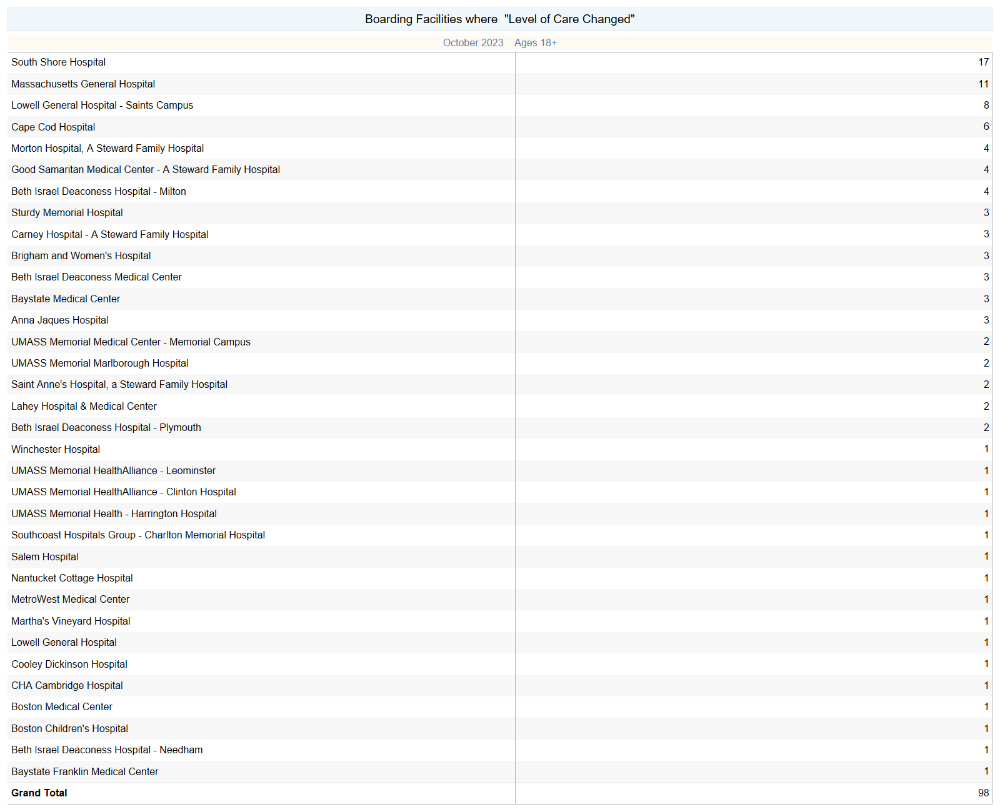 Boarding Facilities where  "Level of Care Changed"
October 2023    Ages 18+
South Shore Hospital 17
Massachusetts General Hospital 11
Lowell General Hospital - Saints Campus 8
Cape Cod Hospital 6
Morton Hospital, A Steward Family Hospital 4
Good Samaritan Medical Center - A Steward Family Hospital 4
Beth Israel Deaconess Hospital - Milton 4
Sturdy Memorial Hospital 3
Carney Hospital - A Steward Family Hospital 3
Brigham and Women's Hospital 3
Beth Israel Deaconess Medical Center 3
Baystate Medical Center 3
Anna Jaques Hospital 3
UMASS Memorial Medical Center - Memorial Campus 2
UMASS Memorial Marlborough Hospital 2
Saint Anne's Hospital, a Steward Family Hospital 2
Lahey Hospital & Medical Center 2
Beth Israel Deaconess Hospital - Plymouth 2
Winchester Hospital 1
UMASS Memorial HealthAlliance - Leominster 1
UMASS Memorial HealthAlliance - Clinton Hospital 1
UMASS Memorial Health - Harrington Hospital 1
Southcoast Hospitals Group - Charlton Memorial Hospital 1
Salem Hospital 1
Nantucket Cottage Hospital 1
MetroWest Medical Center 1
Martha's Vineyard Hospital 1
Lowell General Hospital 1
Cooley Dickinson Hospital 1
CHA Cambridge Hospital 1
Boston Medical Center 1
Boston Children's Hospital 1
Beth Israel Deaconess Hospital - Needham 1
Baystate Franklin Medical Center 1
Grand Total 98